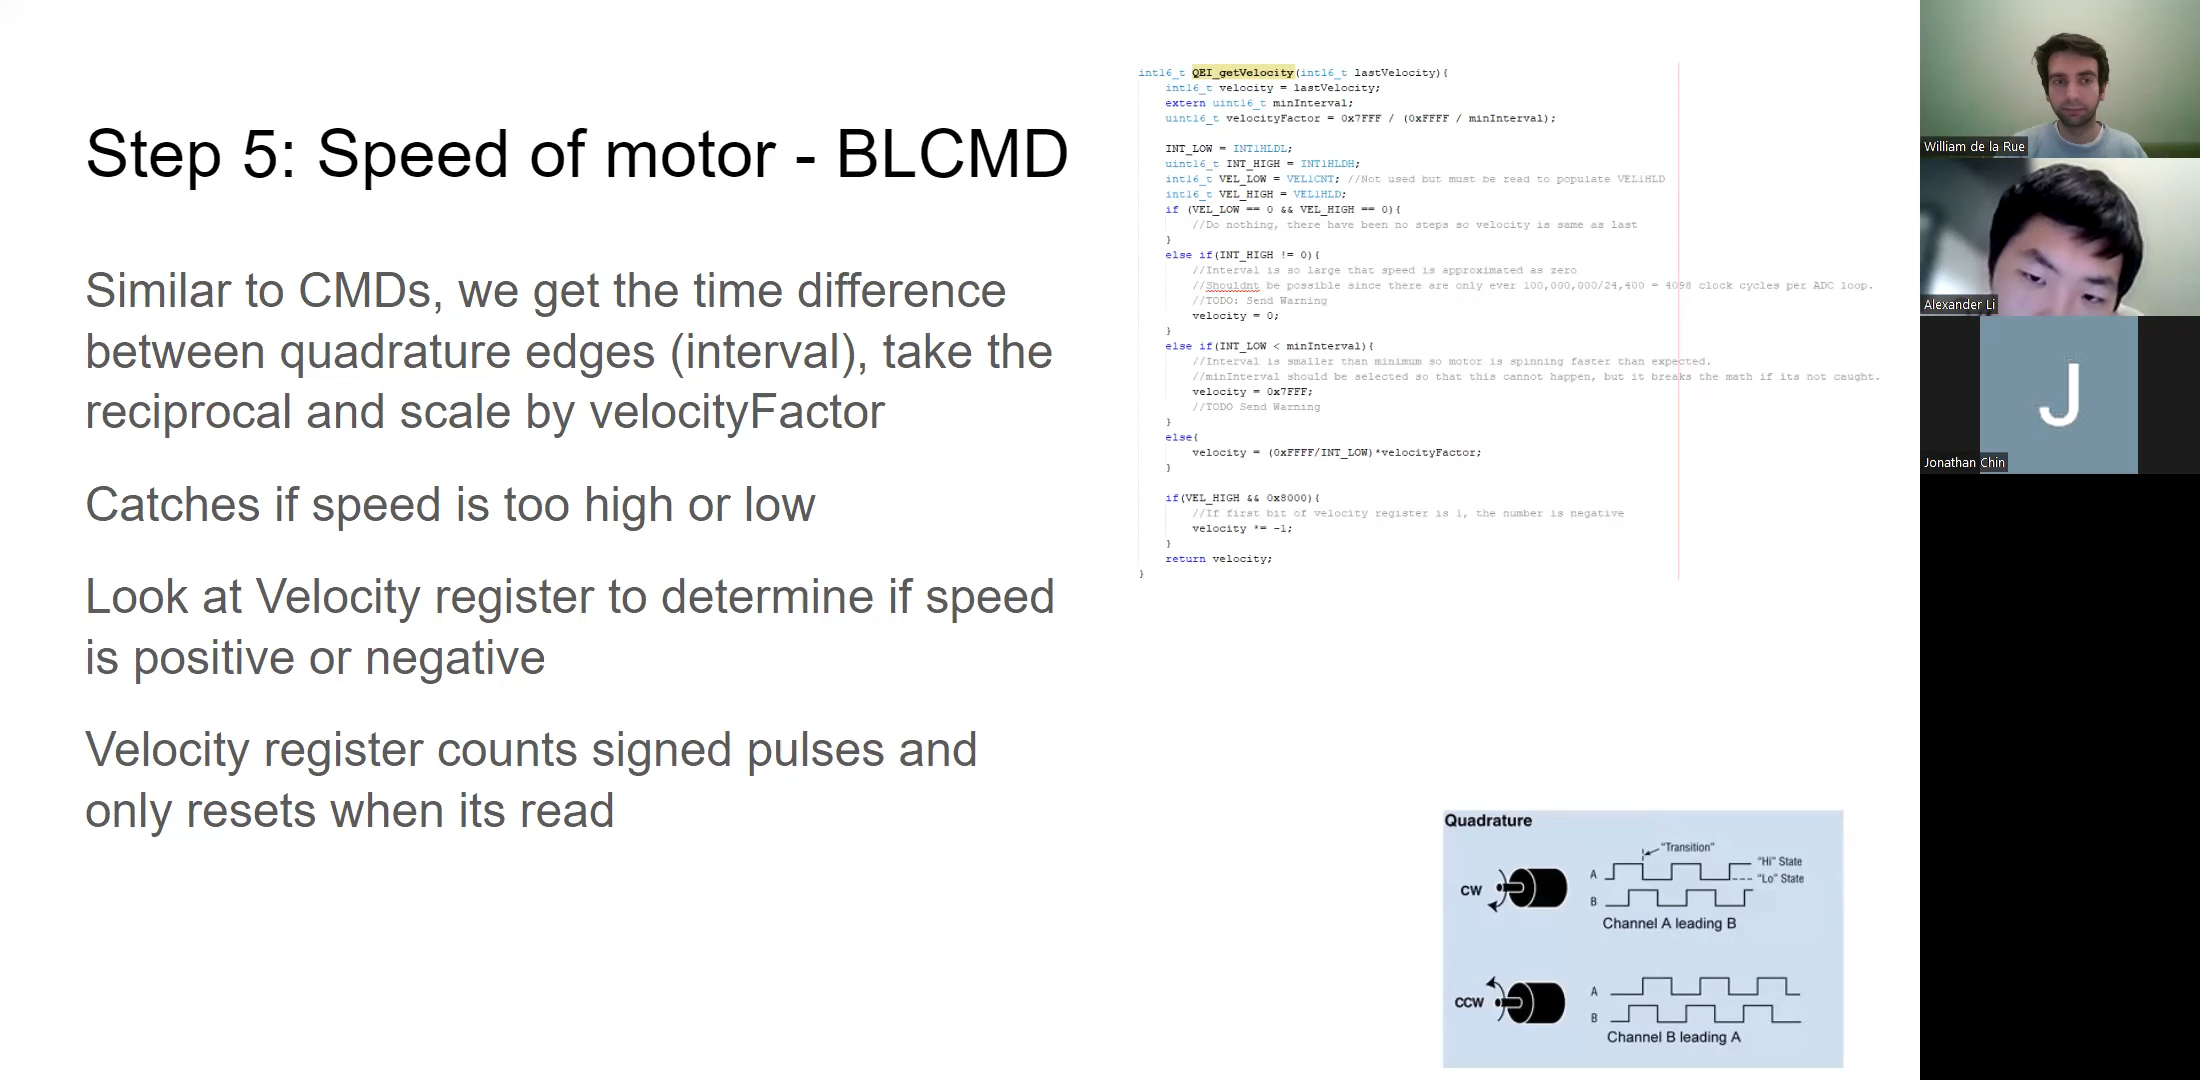 Step 5: Speed of motor - BLCMD
Similar to CMDs, we get the time difference
between quadrature edges (interval), take the
reciprocal and scale by velocityFactor
Catches if speed is too high or low
Look at Velocity register to determine if speed
is positive or negative
Velocity register counts signed pulses and
only resets when its read
int16_t QEI_getVelocity(int16_t lastVelocity){
int16_t velocity = lastVelocity;
extern uint16_t minInterval;
uint16_t velocityFactor = 0x7FFF / (0xFFFF / minInterval);
INT_LOW = INT1HLDL;
uint16_t INT_HIGH = INT1HLDH;
int16_t VEL_LOW = VEL1CNT; //Not used but must be read to populate VEL1HLD
int16_t VEL_HIGH = VEL1HLD;
if (VEL_LOW == 0 && VEL_HIGH == 0){
//Do nothing, there have been no steps so velocity is same as last
}
else if(INT_HIGH != 0){
//Interval is so large that speed is approximated as zero
//Shouldnt be possible since there are only ever 100,000,000/24,400 = 4098 clock cycles per ADC loop.
//TODO: Send Warning
velocity = 0;
}
else if(INT_LOW < minInterval){
//Interval is smaller than minimum so motor is spinning faster than expected.
//minInterval should be selected so that this cannot happen, but it breaks the math if its not caught.
velocity = 0x7FFF;
//TODO Send Warning
}
else{
velocity = (0xFFFF/INT_LOW)*velocityFactor;
}
if(VEL_HIGH && 0x8000){
//If first bit of velocity register is 1, the number is negative
velocity *= -1;
}
return velocity;
}
Quadrature
"Transition"
"Hi" State
"Lo" State
CW
A
B
Channel A leading B
CCW
A
B
Channel B leading A
William de la Rue
Alexander Li
J
Jonathan Chin